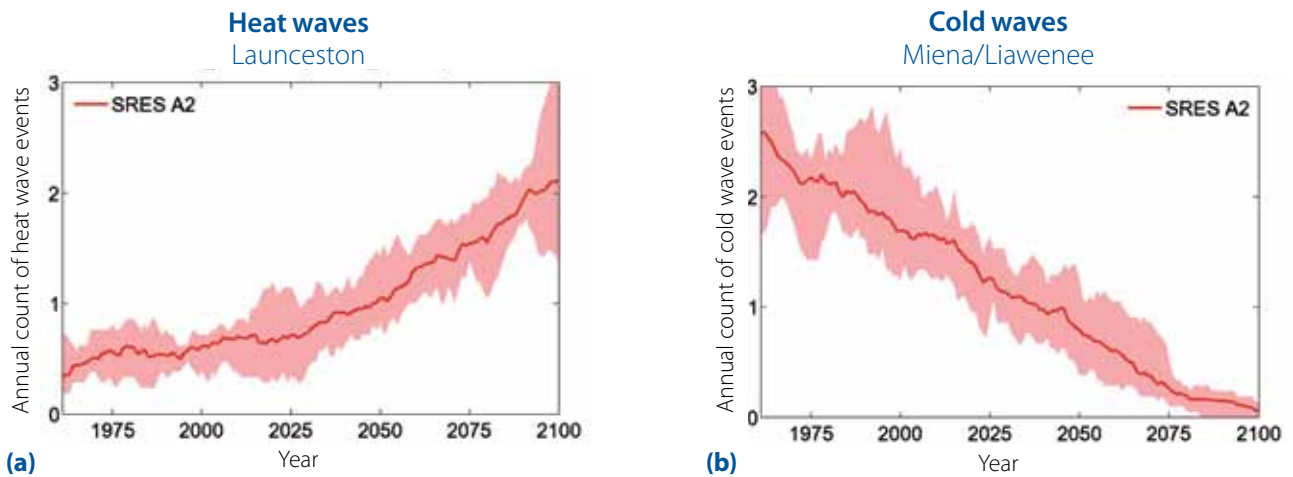 Heat waves
Launceston
Annual count of heat wave events
3
2
1
0
SRES A2
1975 2000 2025 2050 2075 2100
Year
(a)
Cold waves
Miena/Liawenee
Annual count of cold wave events
3
2
1
0
SRES A2
1975 2000 2025 2050 2075 2100
Year
(b)